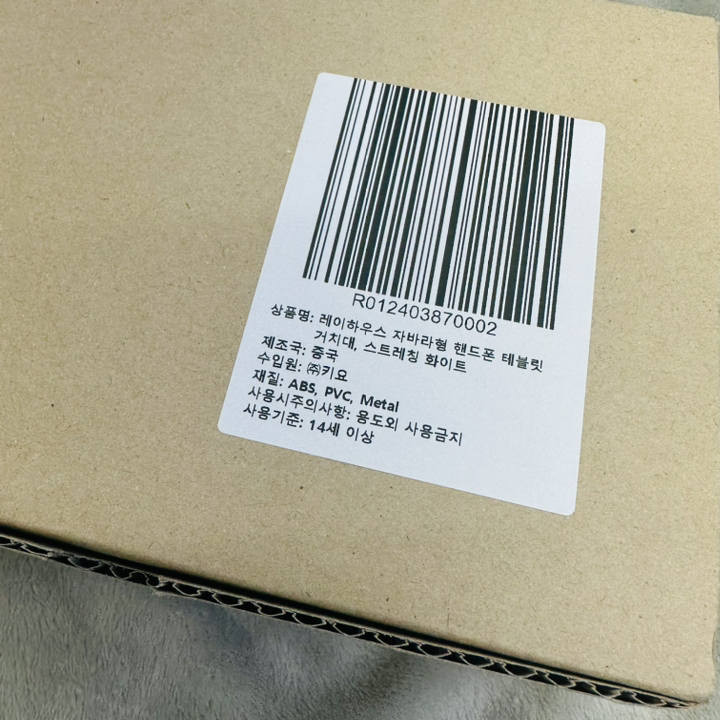 R012403870002
상품명: 레이하우스 자바라형 핸드폰 테블릿
거치대, 스트레칭 화이트
제조국: 중국
수입원: ㈜키요
재질: ABS, PVC, Metal
사용시주의사항: 용도외 사용금지
사용기준: 14세 이상